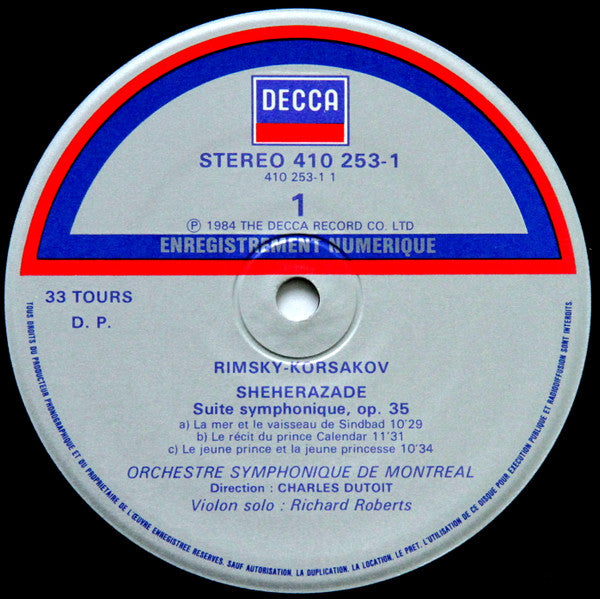 DECCA
STEREO 410 253-1
410 253-1 1
1
℗ 1984 THE DECCA RECORD CO. LTD
ENREGISTREMENT NUMERIQUE
33 TOURS
D. P.
RIMSKY-KORSAKOV
SHEHERAZADE
Suite symphonique, op. 35
a) La mer et le vaisseau de Sindbad 10'29
b) Le récit du prince Calendar 11'31
c) Le jeune prince et la jeune princesse 10'34
ORCHESTRE SYMPHONIQUE DE MONTREAL
Direction : CHARLES DUTOIT
Violon solo : Richard Roberts
TOUS DROITS DU PRODUCTEUR PHONOGRAPHIQUE ET DU PROPRIETAIRE DE L'ŒUVRE ENREGISTREE RESERVES. SAUF AUTORISATION, LA DUPLICATION, LA LOCATION, LE PRET, L'UTILISATION DE CE DISQUE POUR EXECUTION PUBLIQUE ET RADIODIFFUSION SONT INTERDITS.